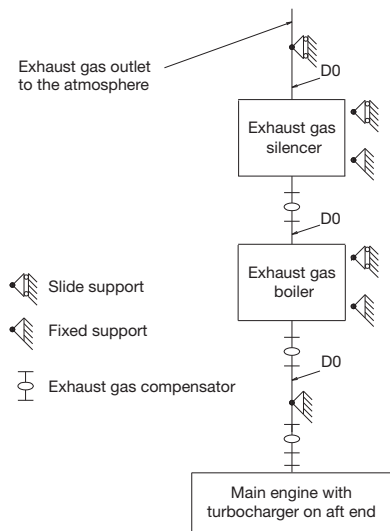 Exhaust gas outlet
to the atmosphere
D0
Exhaust gas
silencer
D0
Exhaust gas
boiler
Slide support
Fixed support
Exhaust gas compensator
D0
Main engine with
turbocharger on aft end